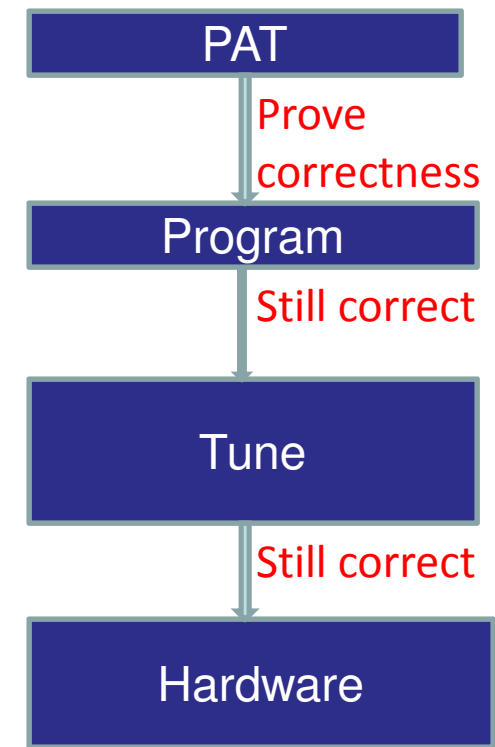 PAT
Prove
correctness
Program
Still correct
Tune
Still correct
Hardware